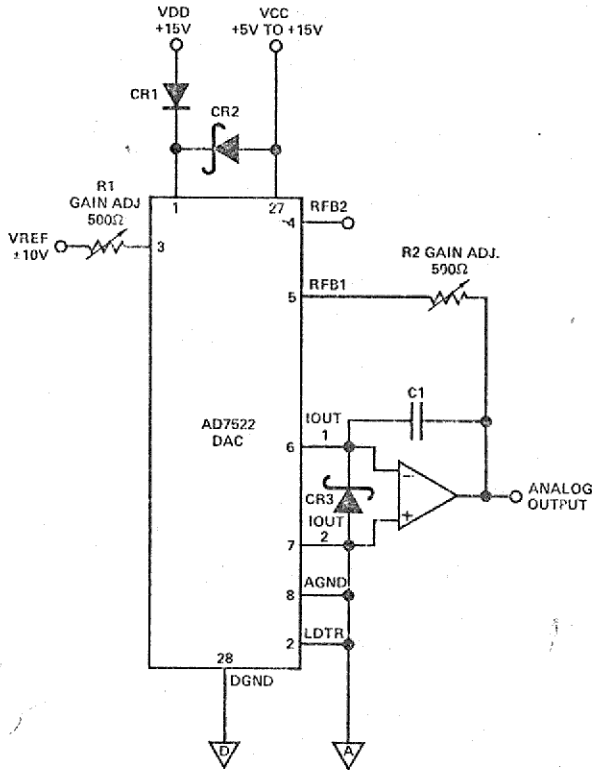 VDD
+15V
VCC
+5V TO +15V
CR1
CR2
R1
GAIN ADJ
500Ω
VREF
±10V
1
27
3
4
RFB2
R2 GAIN ADJ.
500Ω
5
RFB1
C1
AD7522
DAC
IOUT
1
6
–
+
CR3
ANALOG
OUTPUT
IOUT
2
7
AGND
8
LDTR
2
28
DGND
D
A